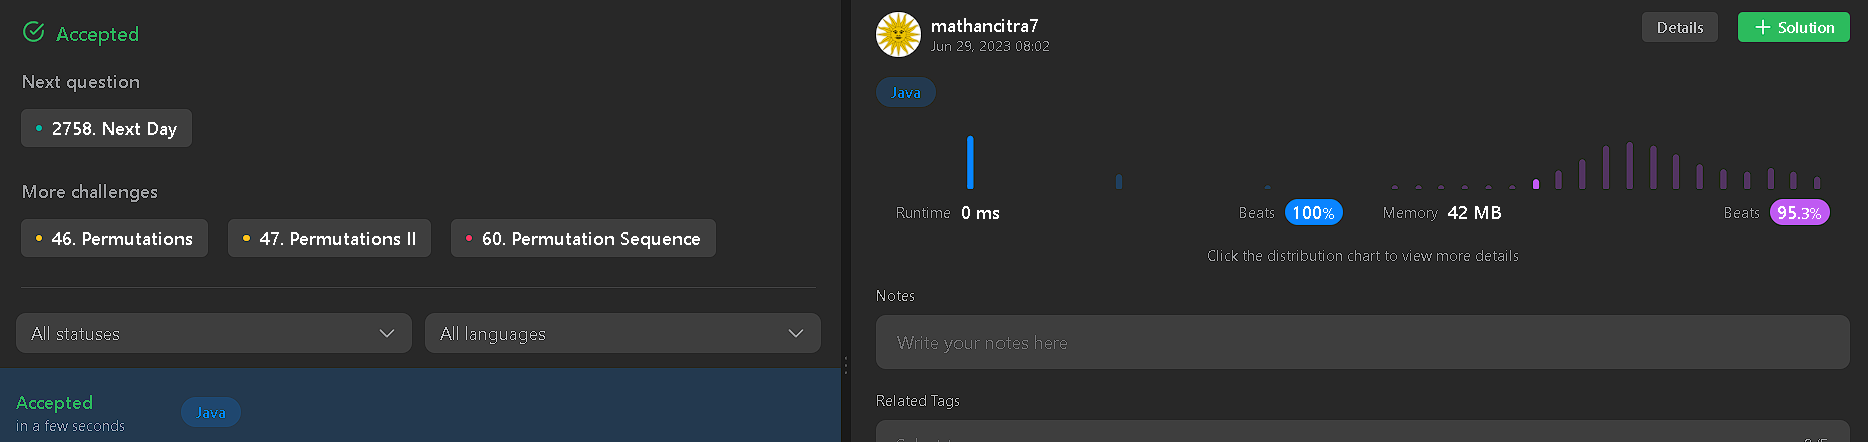 Accepted
Next question
2758. Next Day
More challenges
46. Permutations
47. Permutations II
60. Permutation Sequence
All statuses
All languages
Accepted
in a few seconds
Java
mathancitra7
Jun 29, 2023 08:02
Details
Solution
Java
Runtime 0 ms
Beats 100%
Memory 42 MB
Beats 95.3%
Click the distribution chart to view more details
Notes
Write your notes here
Related Tags